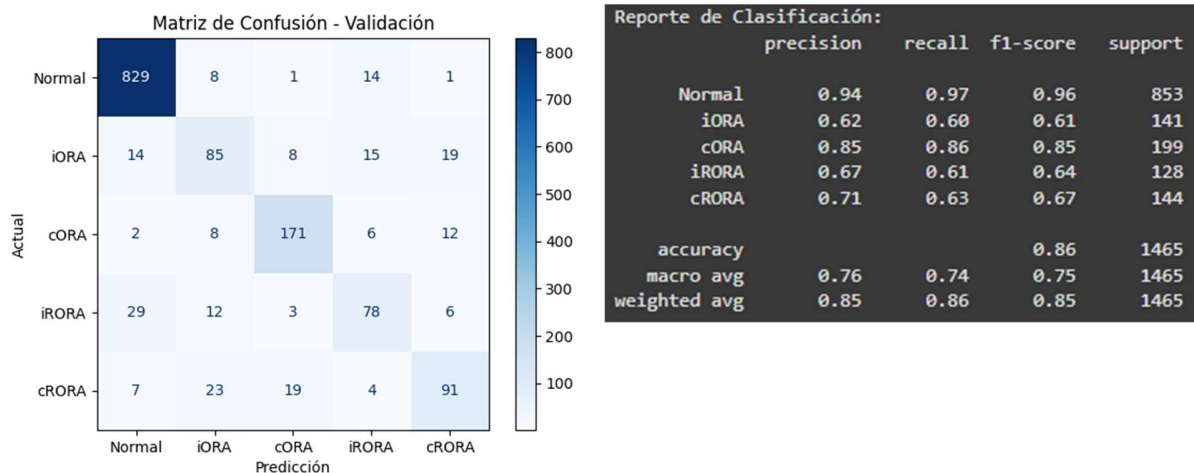 Matriz de Confusión - Validación
Actual
Normal 829 8 1 14 1
iORA 14 85 8 15 19
cORA 2 8 171 6 12
iRORA 29 12 3 78 6
cRORA 7 23 19 4 91
Normal iORA cORA iRORA cRORA
Predicción
800
700
600
500
400
300
200
100
Reporte de Clasificación:
precision recall f1-score support
Normal 0.94 0.97 0.96 853
iORA 0.62 0.60 0.61 141
cORA 0.85 0.86 0.85 199
iRORA 0.67 0.61 0.64 128
cRORA 0.71 0.63 0.67 144
accuracy 0.86 1465
macro avg 0.76 0.74 0.75 1465
weighted avg 0.85 0.86 0.85 1465